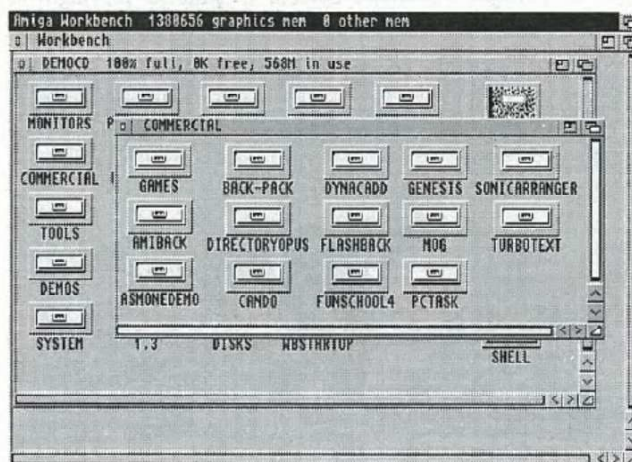 Amiga Workbench 1380656 graphics mem 0 other mem
Workbench
DEMOCD 100% full, 0K free, 568M in use
MONITORS P
COMMERCIAL
COMMERCIAL
GAMES BACK-PACK DYNACADD GENESIS SONICARRANGER
TOOLS
AMIBACK DIRECTORYOPUS FLASHBACK MOG TURBOTEXT
DEMOS
ASMONEDEMO CANDO FUNSCHOOL4 PCTASK
SYSTEM 1.3 DISKS WBSTARTUP
SHELL